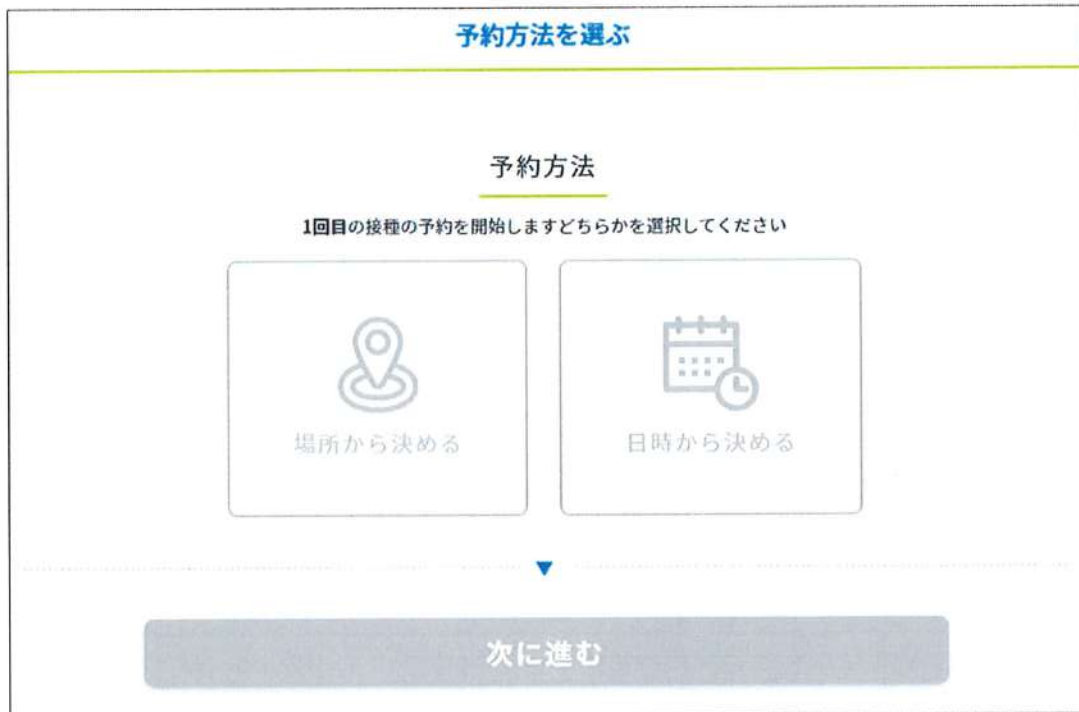 予約方法を選ぶ
予約方法
1回目の接種の予約を開始しますどちらかを選択してください
場所から決める
日時から決める
次に進む